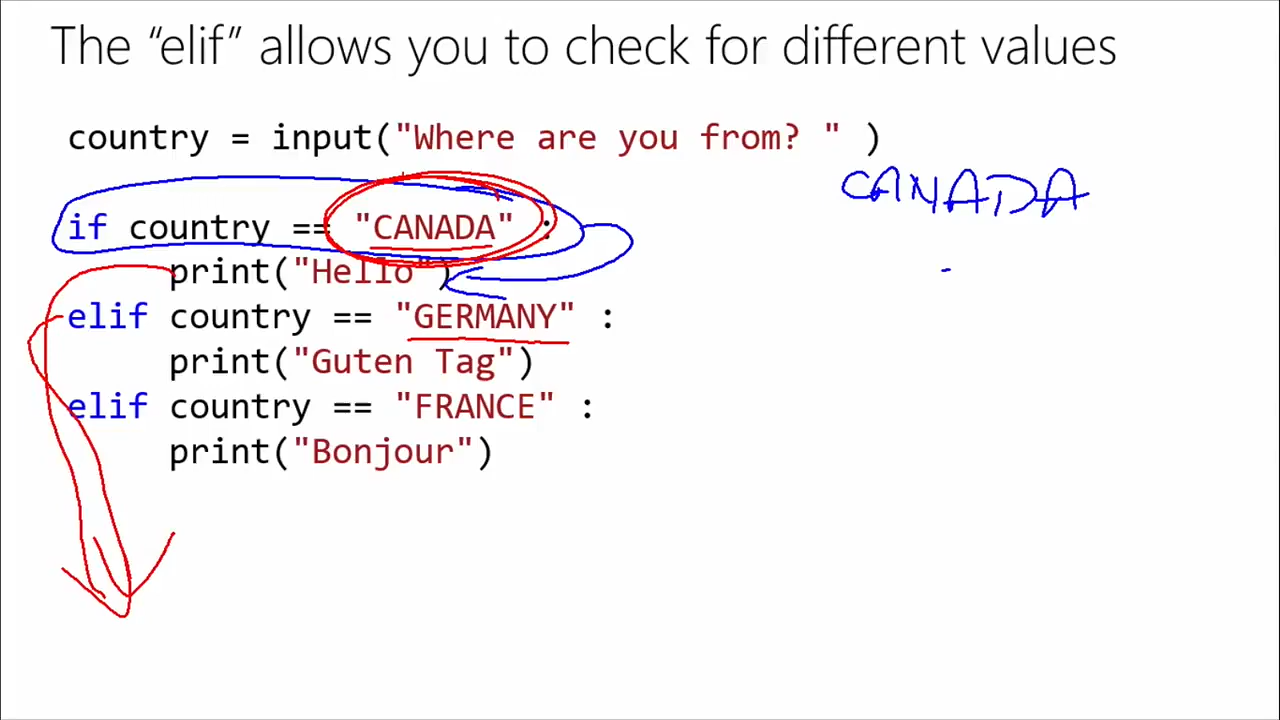 The “elif” allows you to check for different values
country = input("Where are you from? " )
CANADA
if country == "CANADA" :
print("Hello")
elif country == "GERMANY" :
print("Guten Tag")
elif country == "FRANCE" :
print("Bonjour")